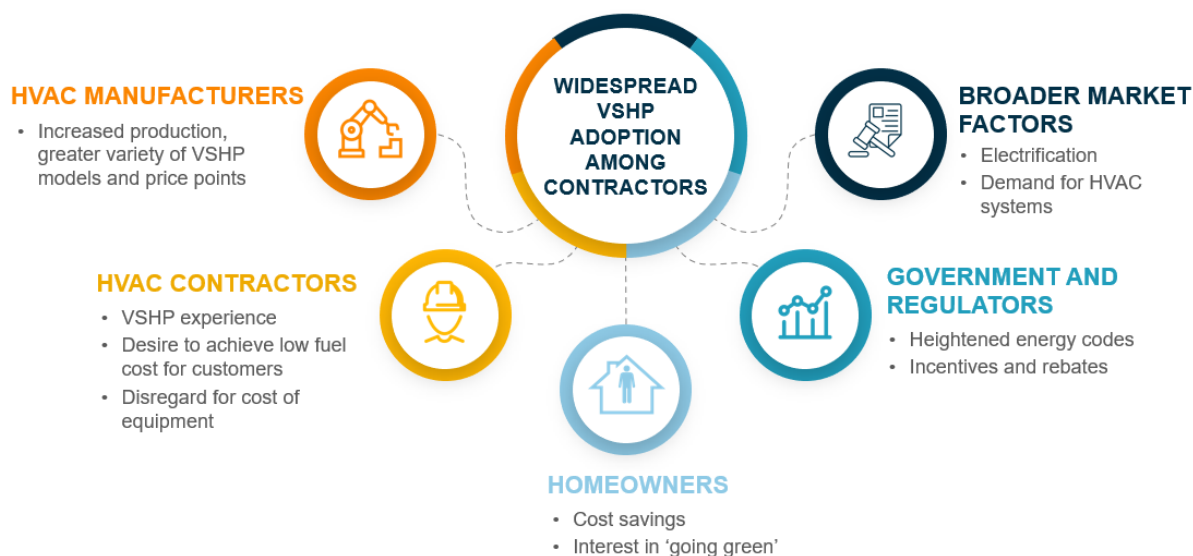 WIDESPREAD
VSHP
ADOPTION
AMONG
CONTRACTORS
HVAC MANUFACTURERS
• Increased production,
greater variety of VSHP
models and price points
HVAC CONTRACTORS
• VSHP experience
• Desire to achieve low fuel
cost for customers
• Disregard for cost of
equipment
HOMEOWNERS
• Cost savings
• Interest in ‘going green’
GOVERNMENT AND
REGULATORS
• Heightened energy codes
• Incentives and rebates
BROADER MARKET
FACTORS
• Electrification
• Demand for HVAC
systems